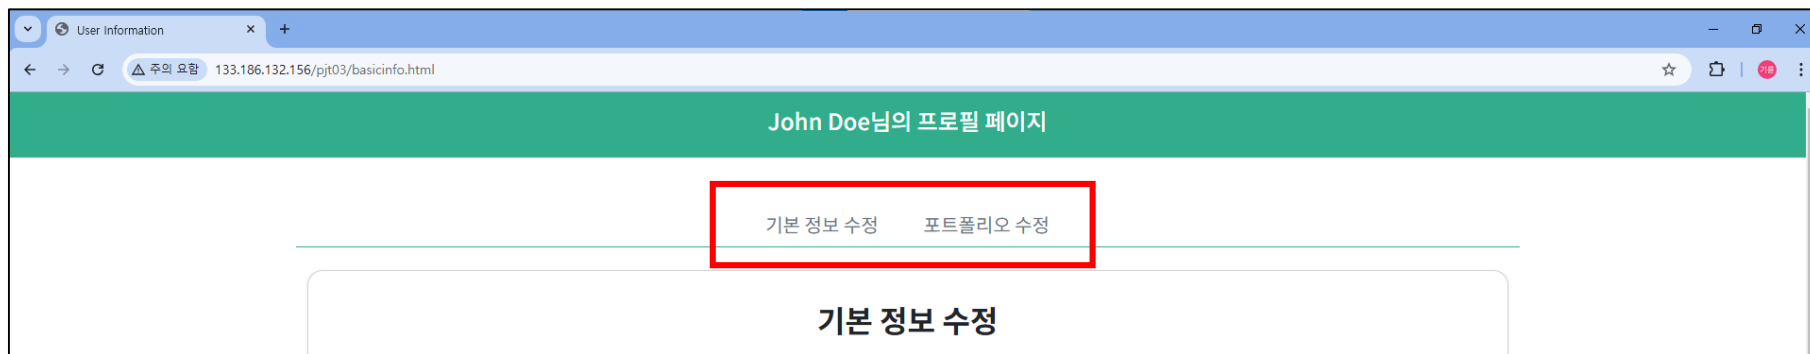 User Information
주의 요함 133.186.132.156/pjt03/basicinfo.html
기륜
John Doe님의 프로필 페이지
기본 정보 수정 포트폴리오 수정
기본 정보 수정